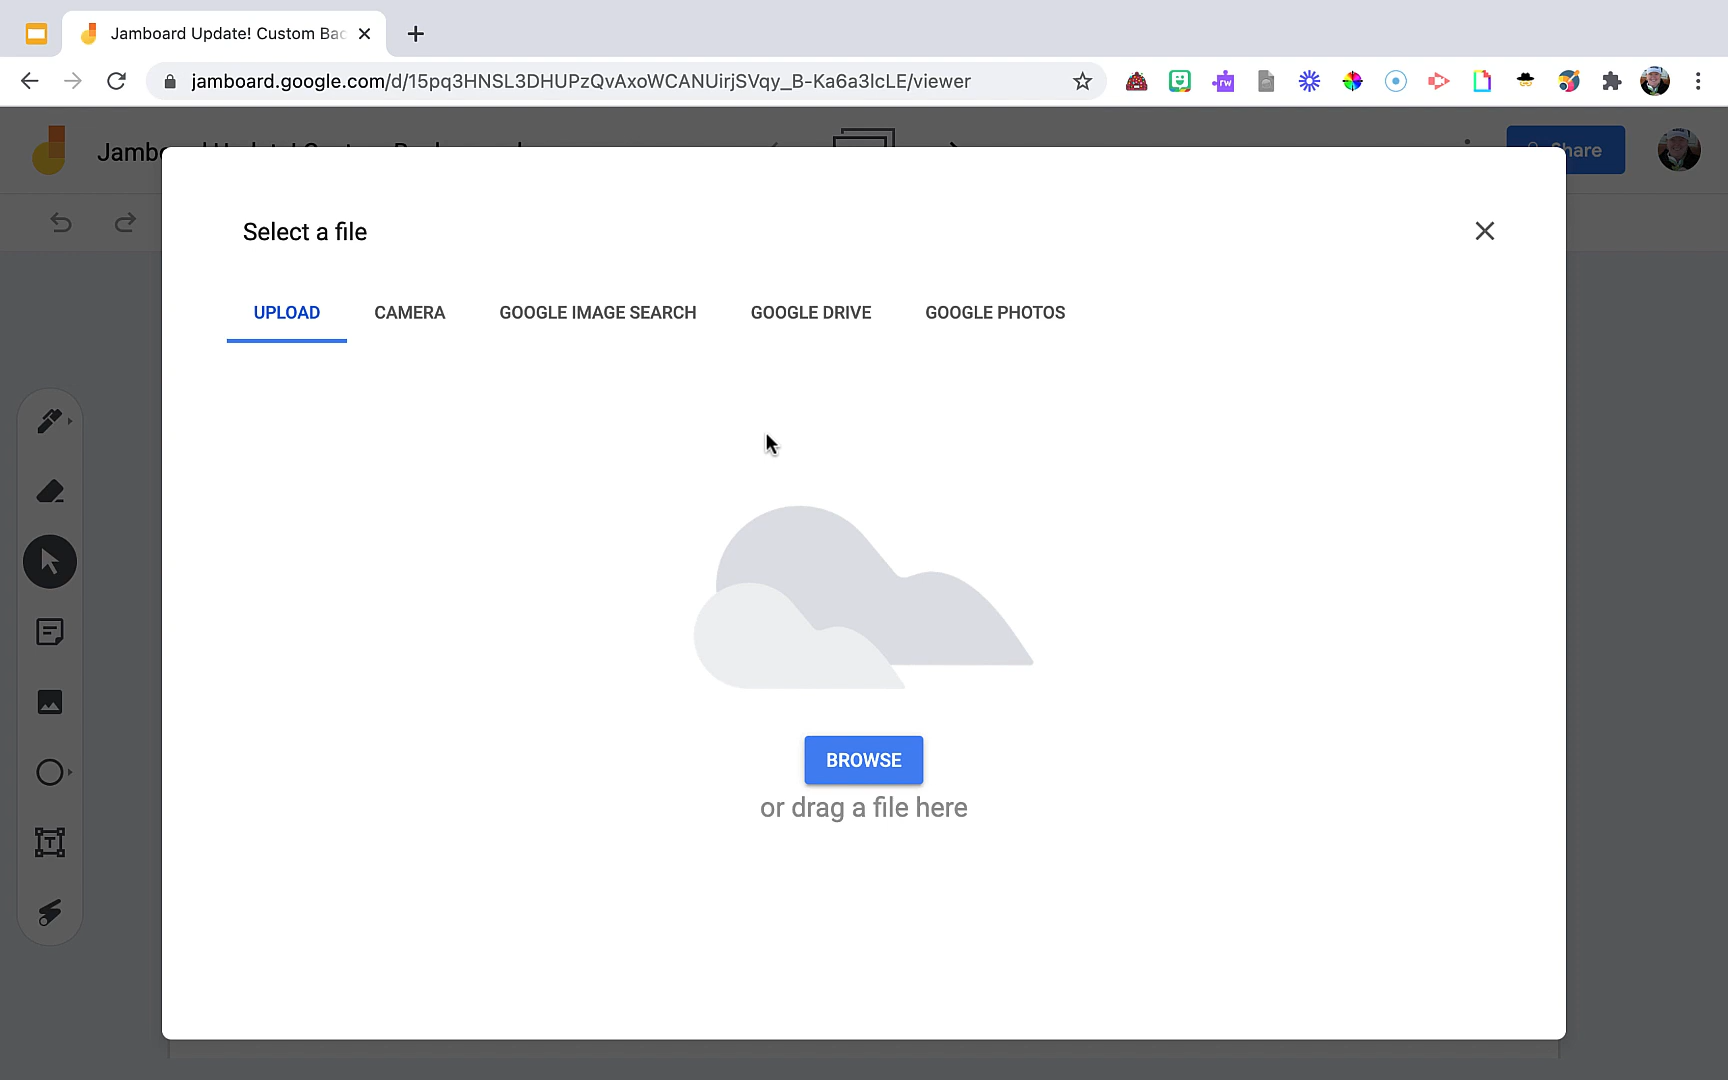 Jamboard Update! Custom Bac
jamboard.google.com/d/15pq3HNSL3DHUPzQvAxoWCANUirjSVqy_B-Ka6a3lcLE/viewer
rw
Share
Select a file
UPLOAD CAMERA GOOGLE IMAGE SEARCH GOOGLE DRIVE GOOGLE PHOTOS
BROWSE
or drag a file here